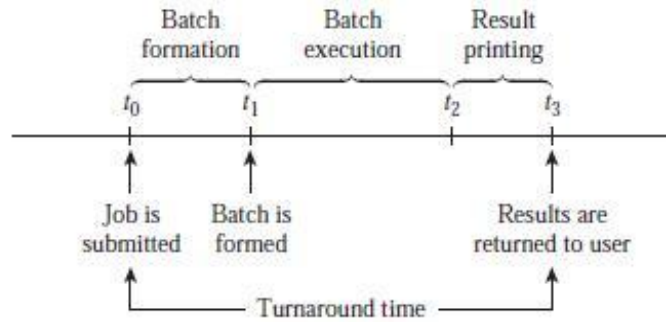 Batch formation
Batch execution
Result printing
t0
t1
t2
t3
Job is submitted
Batch is formed
Results are returned to user
Turnaround time